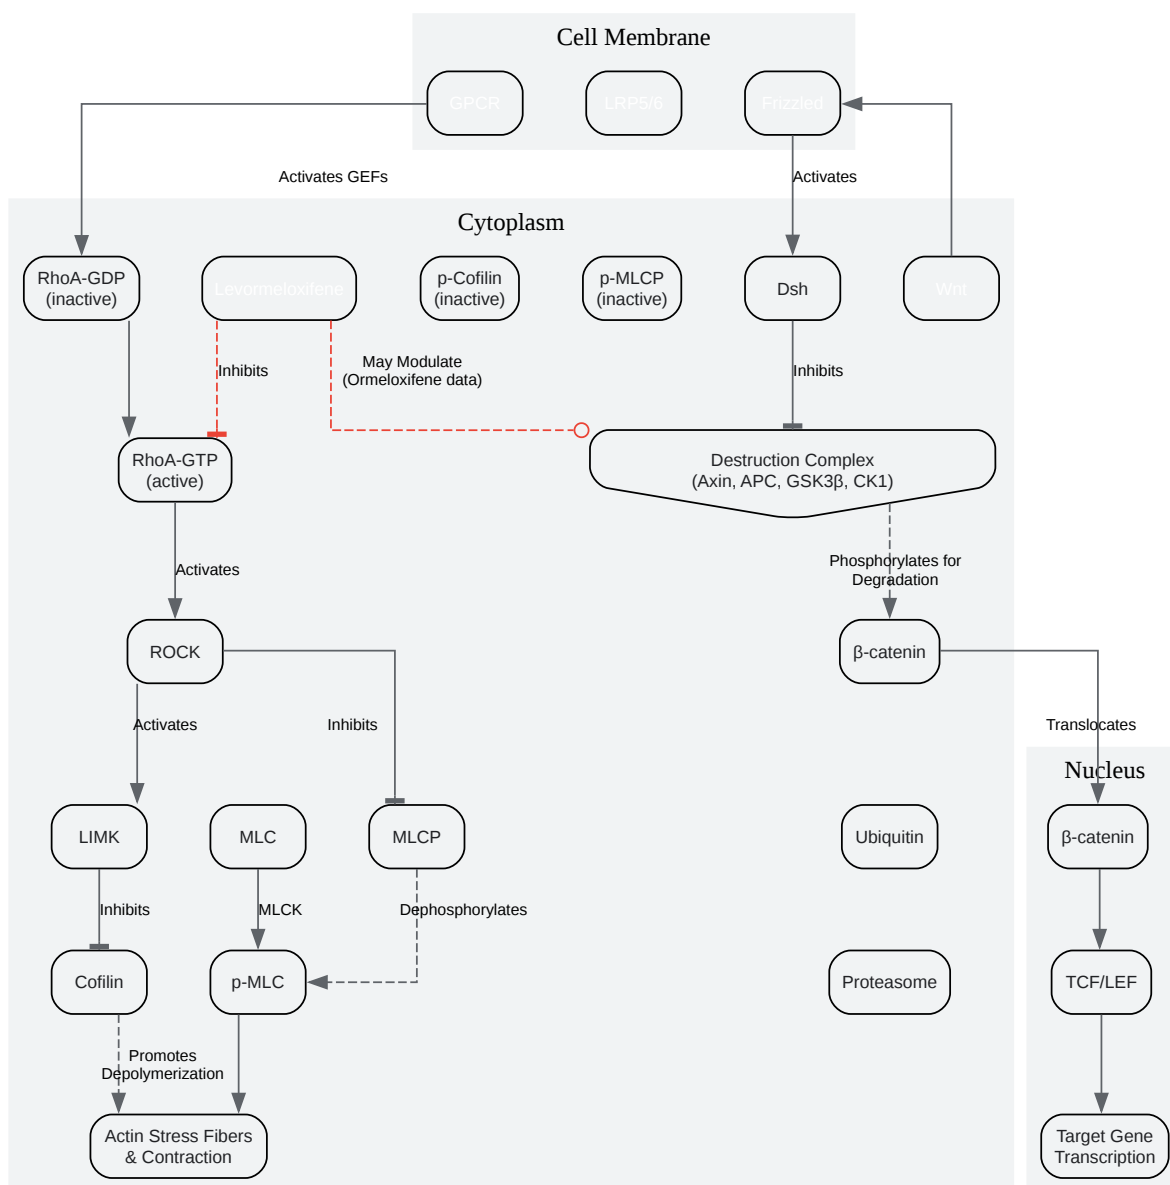 Cell Membrane
GPCR
LRP5/6
Frizzled
Activates GEFs
Activates
Cytoplasm
RhoA-GDP
(inactive)
Levormeloxifene
p-Cofilin
(inactive)
p-MLCP
(inactive)
Dsh
Wnt
Inhibits
May Modulate
(Ormeloxifene data)
Inhibits
RhoA-GTP
(active)
Destruction Complex
(Axin, APC, GSK3β, CK1)
Activates
Phosphorylates for
Degradation
ROCK
β-catenin
Activates
Inhibits
Translocates
Nucleus
LIMK
MLC
MLCP
Ubiquitin
β-catenin
Inhibits
MLCK
Dephosphorylates
Cofilin
p-MLC
Proteasome
TCF/LEF
Promotes
Depolymerization
Actin Stress Fibers
& Contraction
Target Gene
Transcription